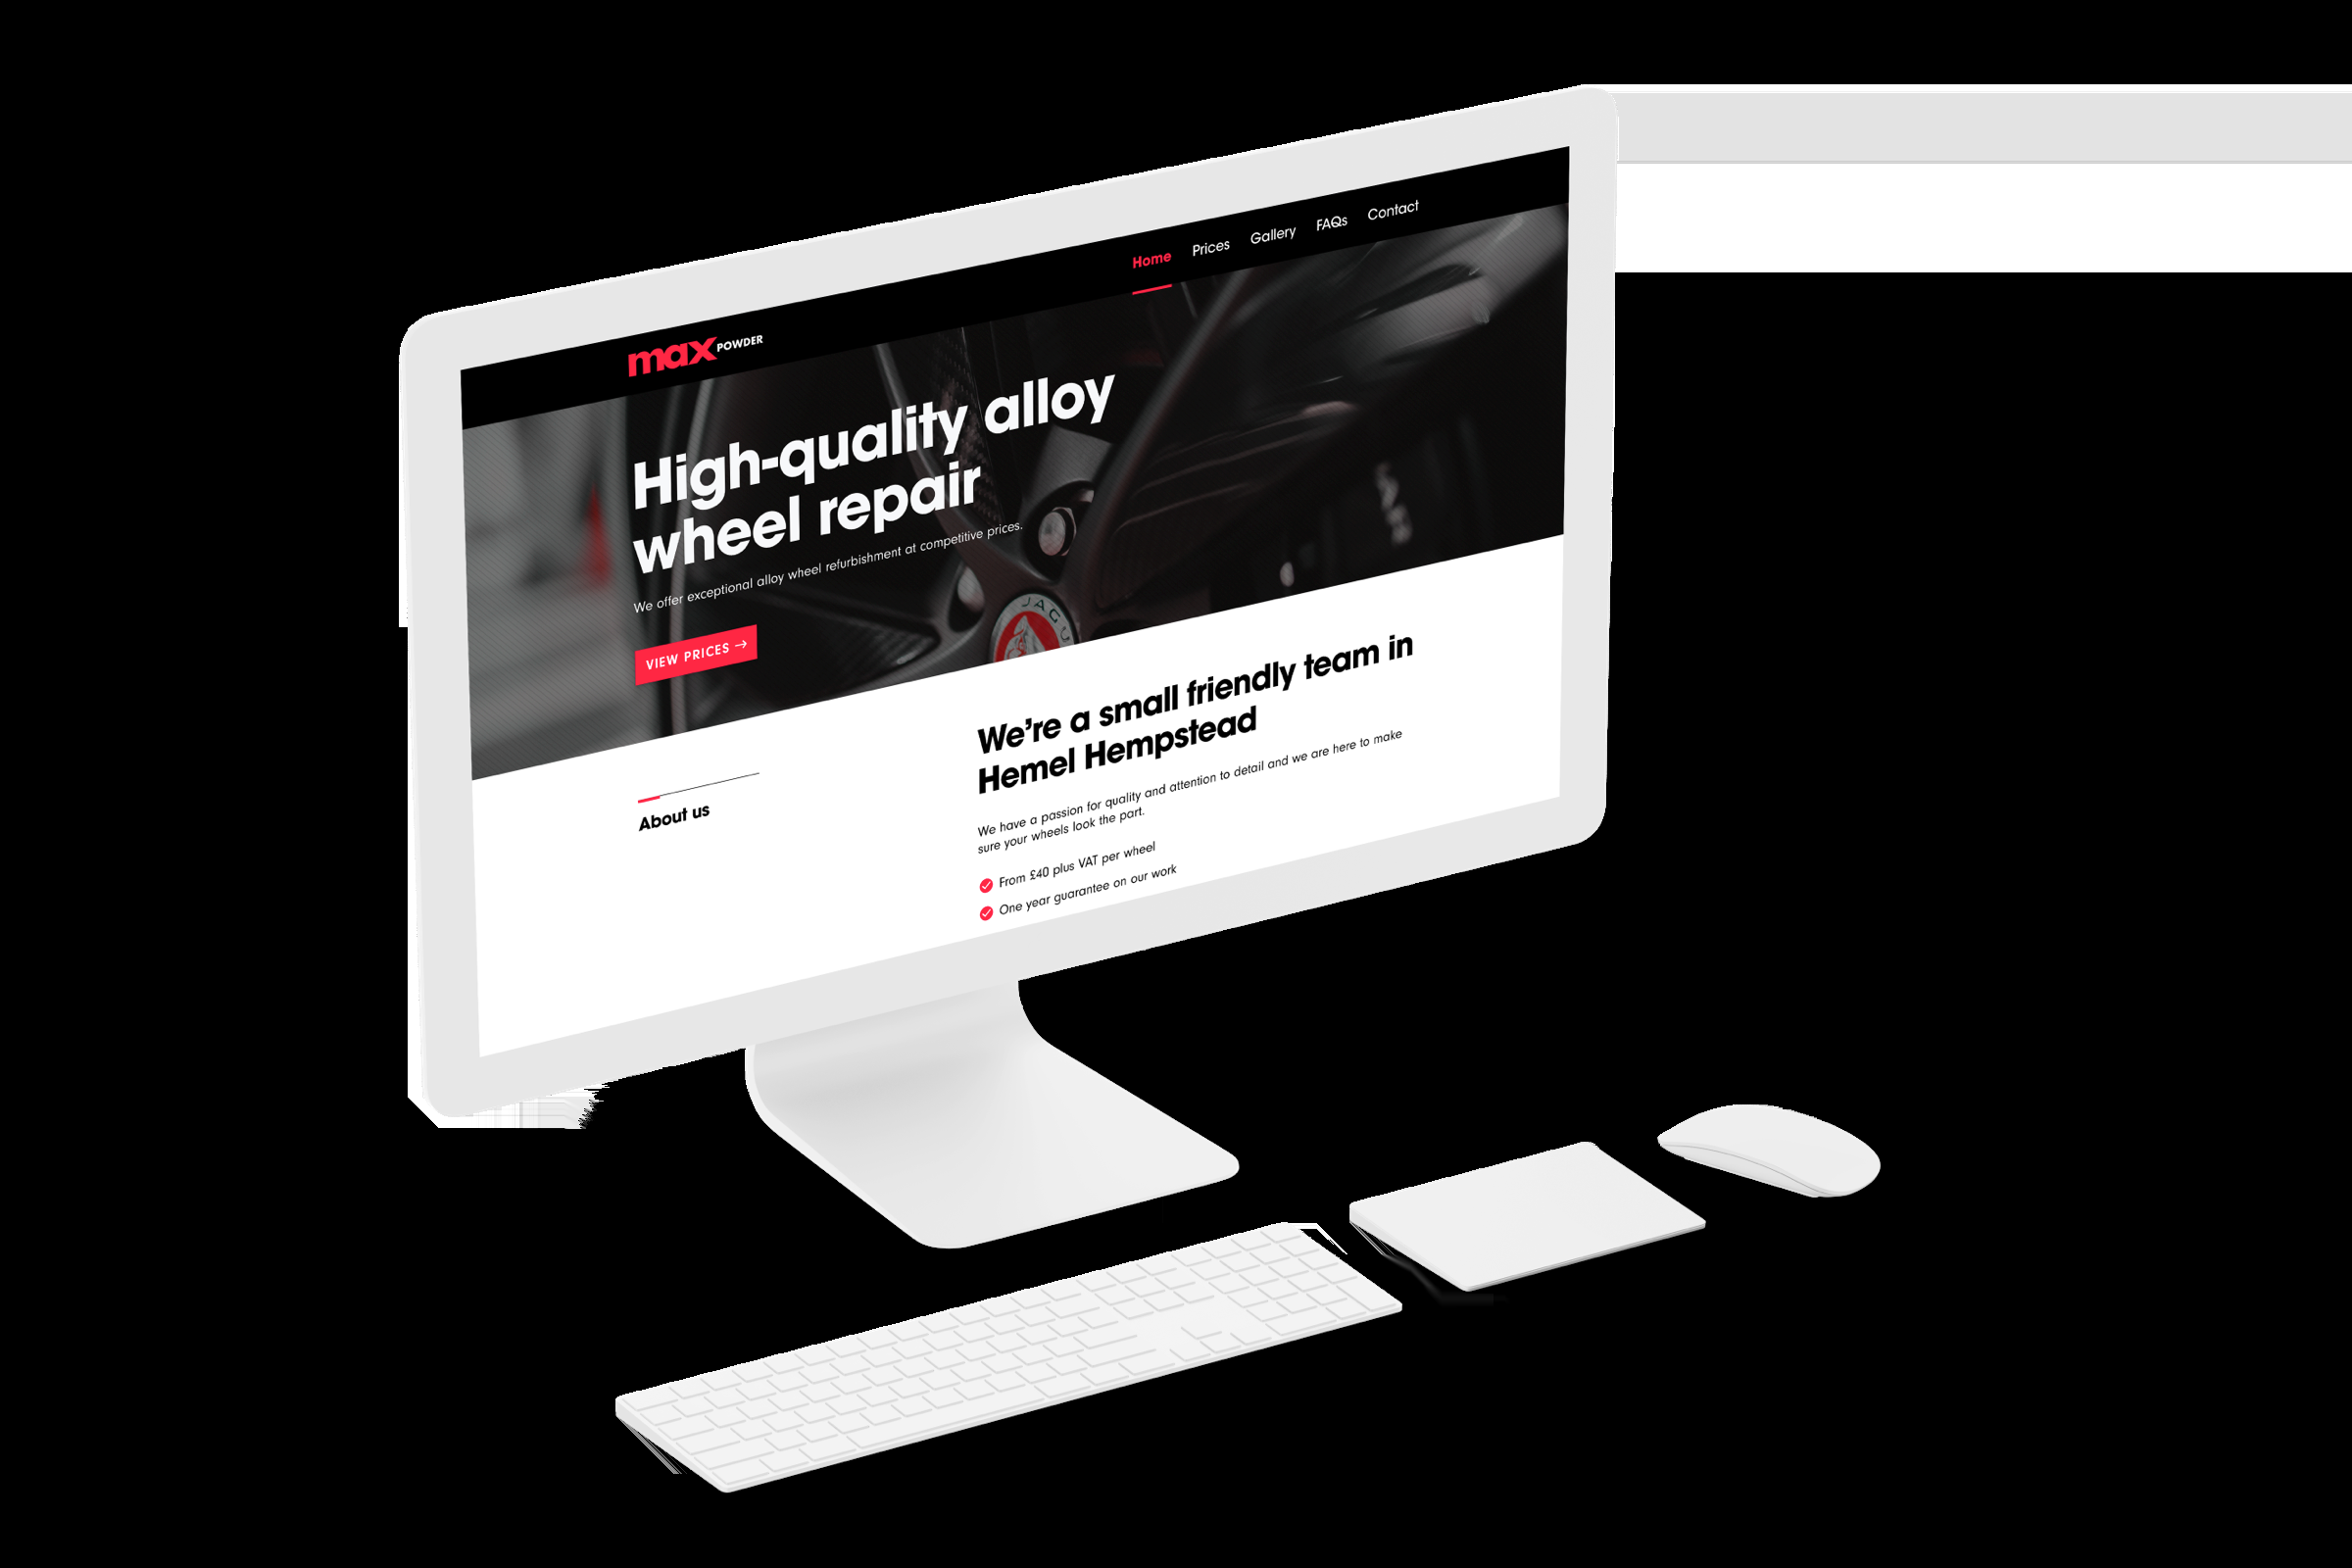 max POWDER
Home Prices Gallery FAQs Contact
High-quality alloy
wheel repair
We offer exceptional alloy wheel refurbishment at competitive prices.
VIEW PRICES →
JAGU
About us
We’re a small friendly team in
Hemel Hempstead
We have a passion for quality and attention to detail and we are here to make
sure your wheels look the part.
From £40 plus VAT per wheel
One year guarantee on our work